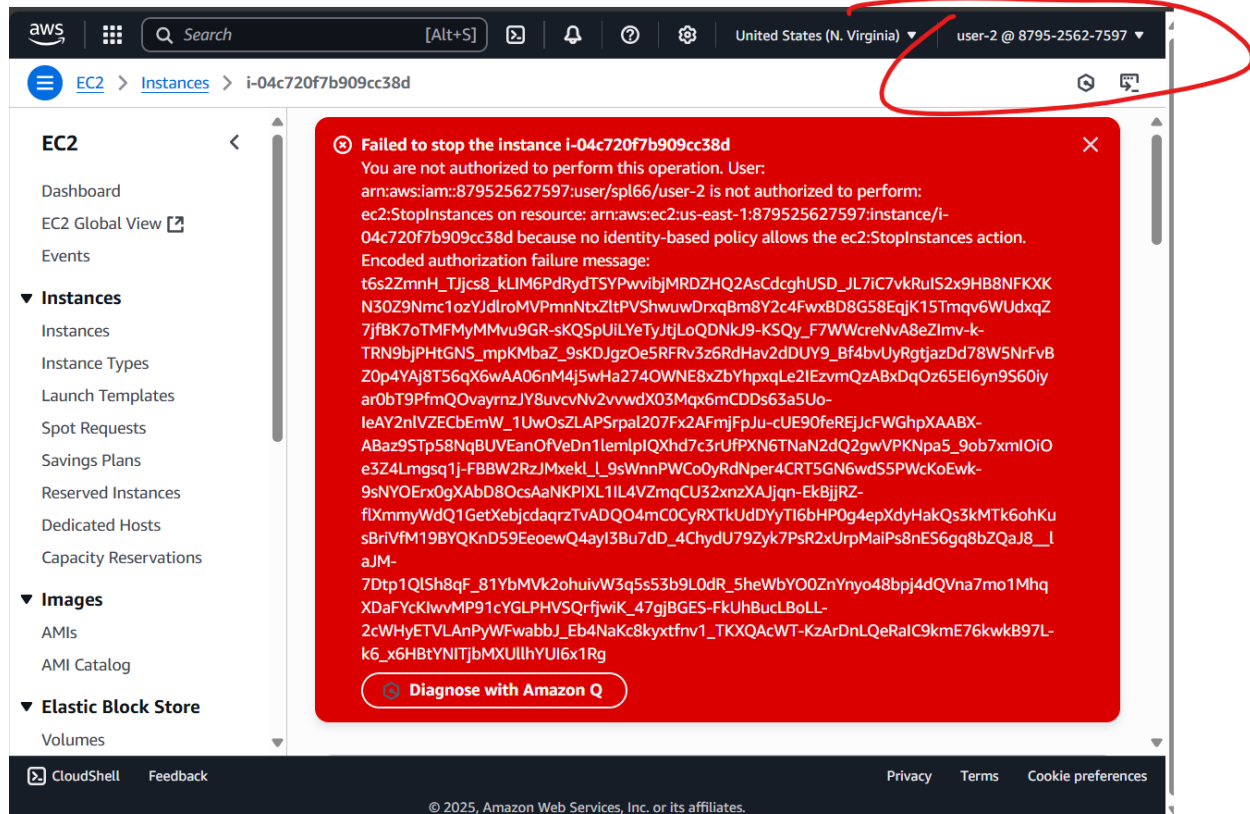 aws
Search [Alt+S]
United States (N. Virginia) ▼
user-2 @ 8795-2562-7597 ▼
EC2 > Instances > i-04c720f7b909cc38d
EC2
Dashboard
EC2 Global View
Events
▼ Instances
Instances
Instance Types
Launch Templates
Spot Requests
Savings Plans
Reserved Instances
Dedicated Hosts
Capacity Reservations
▼ Images
AMIs
AMI Catalog
▼ Elastic Block Store
Volumes
Failed to stop the instance i-04c720f7b909cc38d
You are not authorized to perform this operation. User:
arn:aws:iam::879525627597:user/spl66/user-2 is not authorized to perform:
ec2:StopInstances on resource: arn:aws:ec2:us-east-1:879525627597:instance/i-
04c720f7b909cc38d because no identity-based policy allows the ec2:StopInstances action.
Encoded authorization failure message:
t6s2ZmnH_TJjcs8_kLIM6PdRydTSYPwvibjMRDZHQ2AsCdcghUSD_JL7iC7vkRuIS2x9HB8NFKXK
N30Z9Nmc1ozYJdlroMVPmnNtxZltPVShwuwDrxqBm8Y2c4FwxBD8G58EqjK15Tmqv6WUdxqZ
7jfBK7oTMFMyMMvu9GR-sKQSpUiLYeTyJtjLoQDNkJ9-KSQy_F7WWcreNvA8eZImv-k-
TRN9bjPHtGNS_mpKMbaZ_9sKDJgzOe5RFRv3z6RdHav2dDUY9_Bf4bvUyRgtjazDd78W5NrFvB
Z0p4YAj8T56qX6wAA06nM4j5wHa274OWNE8xZbYhpxqLe2IEzvmQzABxDqOz65EI6yn9S60iy
ar0bT9PfmQOvayrnzJY8uvcvNv2vvwdX03Mqx6mCDDs63a5Uo-
IeAY2nlVZECbEmW_1UwOsZLAPSrpal207Fx2AFmjFpJu-cUE90feREjJcFWGhpXAABX-
ABaz9STp58NqBUVEanOfVeDn1lemlpIQXhd7c3rUfPXN6TNaN2dQ2gwVPKNpa5_9ob7xmIOiO
e3Z4Lmgsq1j-FBBW2RzJMxekl_l_9sWnnPWCo0yRdNper4CRT5GN6wdS5PWcKoEwk-
9sNYOErx0gXAbD8OcsAaNKPIXL1IL4VZmqCU32xnzXAJjqn-EkBjjRZ-
flXmmyWdQ1GetXebjcdaqrzTvADQO4mC0CyRXTkUdDYyTI6bHP0g4epXdyHakQs3kMTk6ohKu
sBriVfM19BYQKnD59EeoewQ4ayI3Bu7dD_4ChydU79Zyk7PsR2xUrpMaiPs8nES6gq8bZQaJ8__l
aJM-
7Dtp1QlSh8qF_81YbMVk2ohuivW3q5s53b9L0dR_5heWbYO0ZnYnyo48bpj4dQVna7mo1Mhq
XDaFYcKIwvMP91cYGLPHVSQrfjwiK_47gjBGES-FkUhBucLBoLL-
2cWHyETVLAnPyWFwabbJ_Eb4NaKc8kyxtfnv1_TKXQAcWT-KzArDnLQeRaIC9kmE76kwkB97L-
k6_x6HBtYNITjbMXUllhYUI6x1Rg
Diagnose with Amazon Q
CloudShell Feedback
Privacy Terms Cookie preferences
© 2025, Amazon Web Services, Inc. or its affiliates.